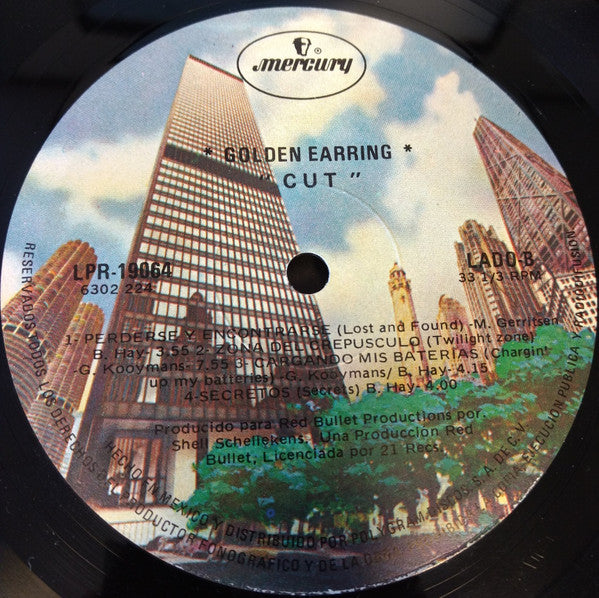 mercury ®
* GOLDEN EARRING *
" CUT "
LPR-19064
6302 224
LADO-B
33 1/3 RPM
1- PERDERSE Y ENCONTRARSE (Lost and Found) -M. Gerritsen
B. Hay- 3.55 2- ZONA DEL CREPUSCULO (Twilight zone)
-G. Kooymans- 7.55 3- CARGANDO MIS BATERIAS (Chargin'
up my batteries) -G. Kooymans/ B. Hay- 4.15
4-SECRETOS (Secrets) B. Hay- 4.00
Producido para Red Bullet Productions por.
Shell Schellekens. Una Produccion Red
Bullet, Licenciada por 21 Recs.
HECHO EN MEXICO Y DISTRIBUIDO POR POLYGRAM DISCOS, S.A. DE C.V.
RESERVADOS TODOS LOS DERECHOS DEL PRODUCTOR FONOGRAFICO Y DE LA COPIA, EJECUCION PUBLICA Y RADIODIFUSION